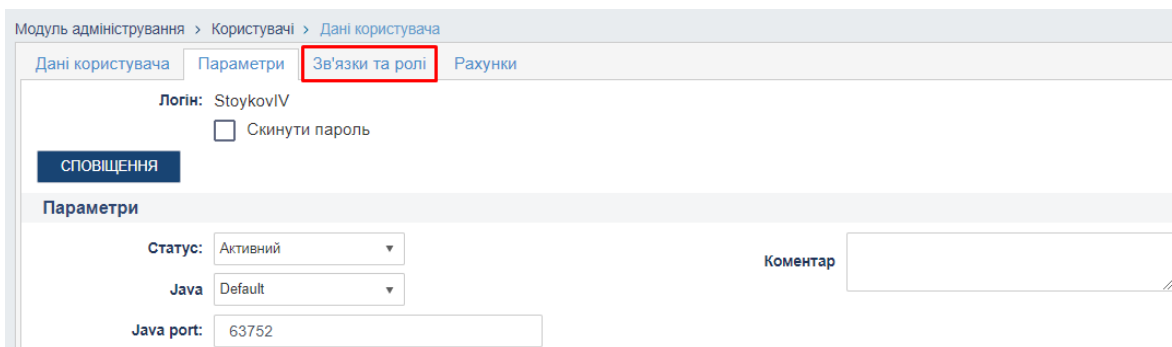 Модуль адміністрування > Користувачі > Дані користувача
Дані користувача Параметри Зв'язки та ролі Рахунки
Логін: StoykovIV
Скинути пароль
СПОВІЩЕННЯ
Параметри
Статус: Активний
Коментар
Java Default
Java port: 63752